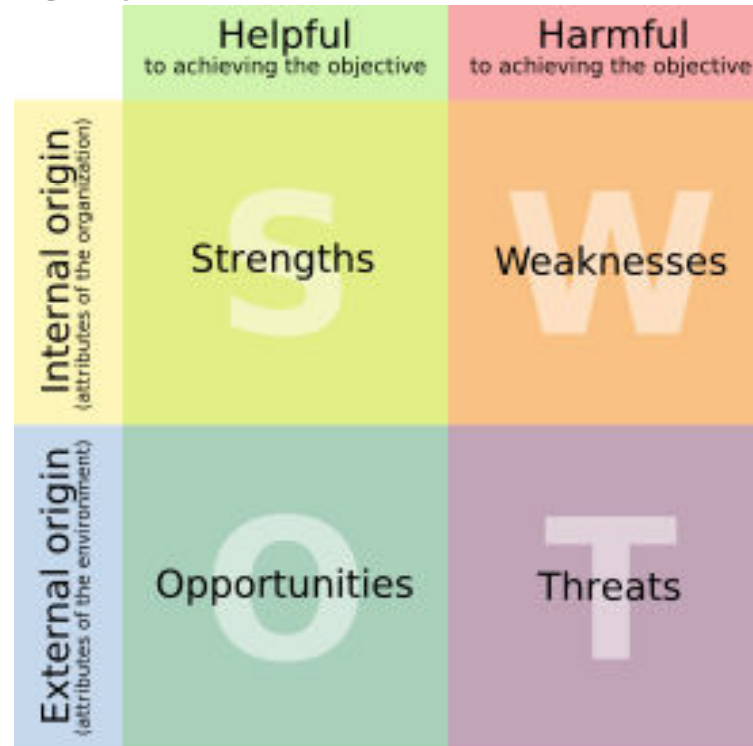 Helpful
to achieving the objective
Harmful
to achieving the objective
Internal origin
(attributes of the organization)
S
Strengths
W
Weaknesses
External origin
(attributes of the environment)
O
Opportunities
T
Threats